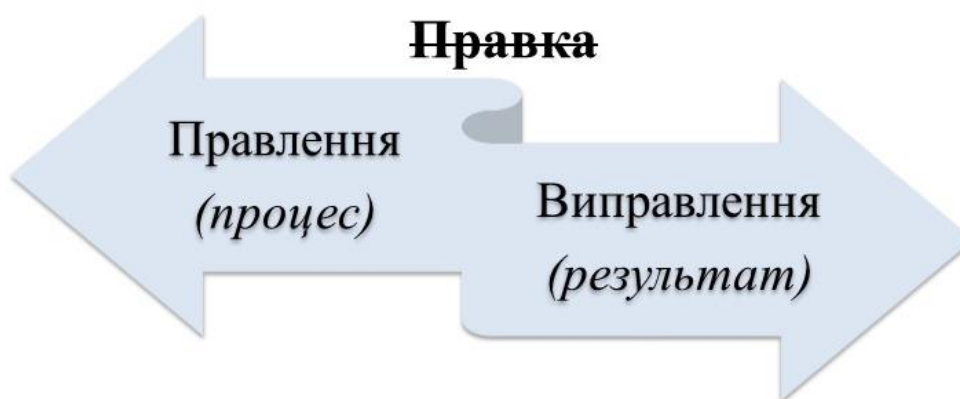 Правка
Правлення
(процес)
Виправлення
(результат)